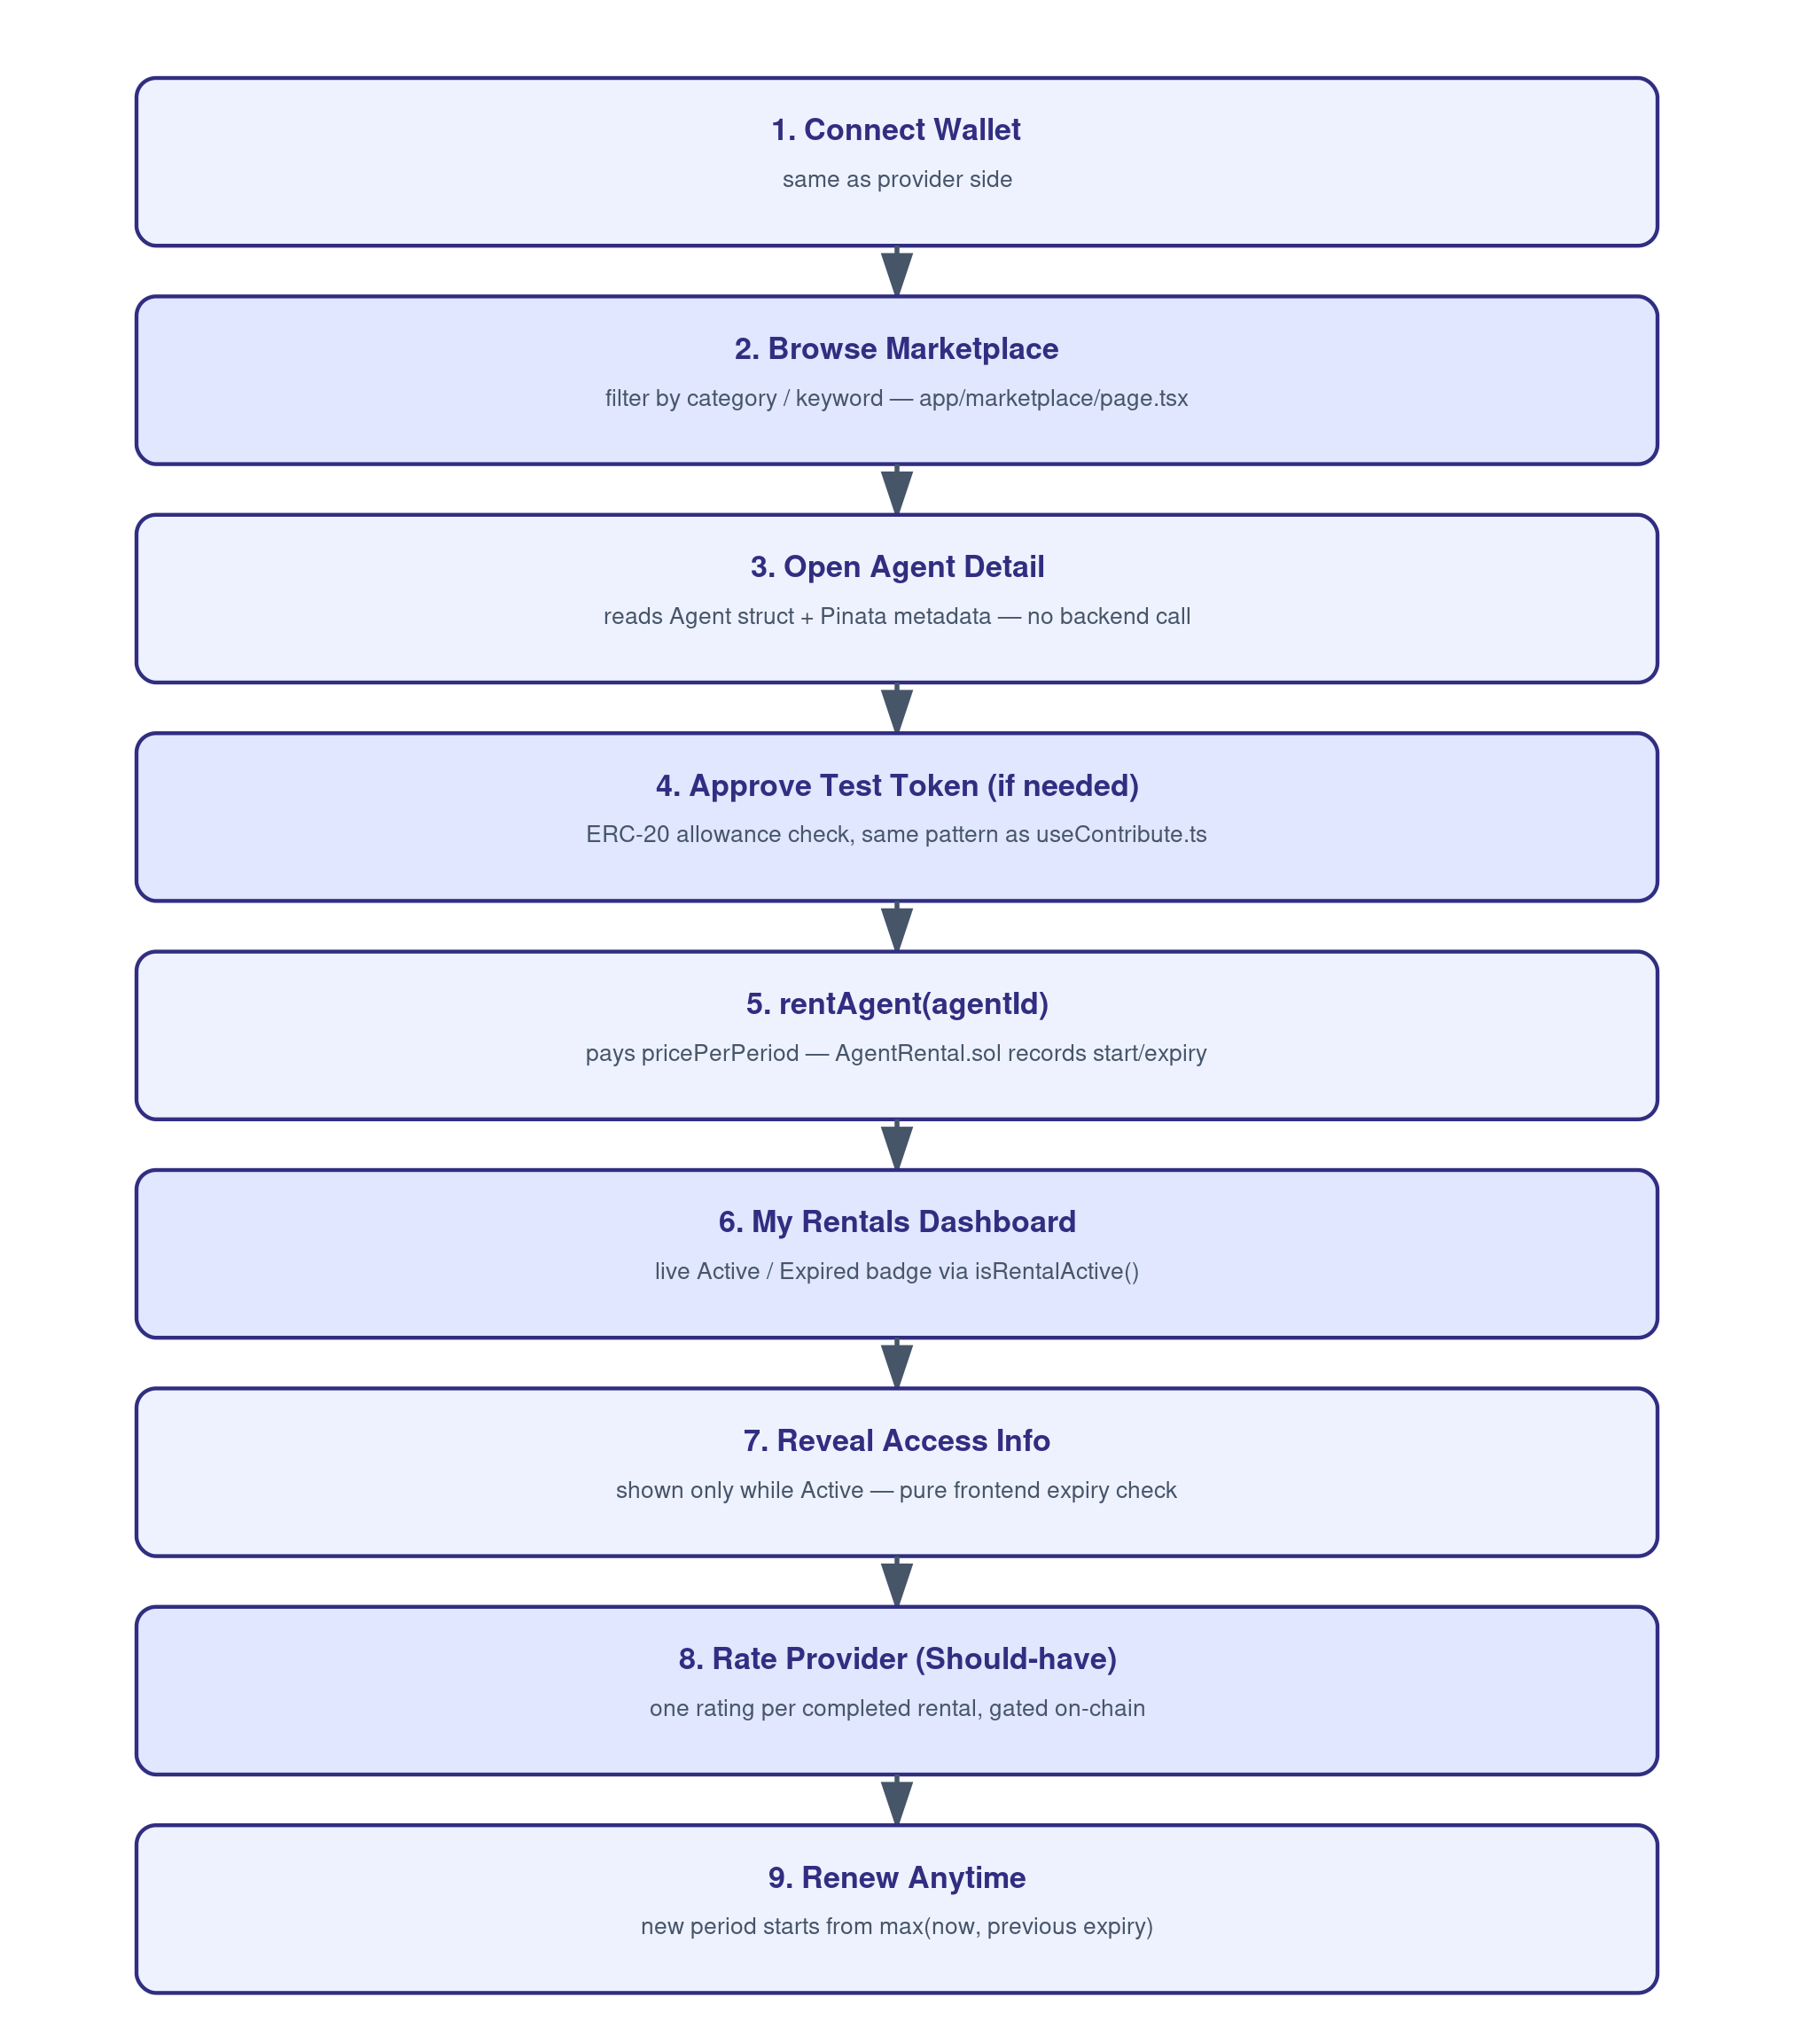 1. Connect Wallet
same as provider side
2. Browse Marketplace
filter by category / keyword — app/marketplace/page.tsx
3. Open Agent Detail
reads Agent struct + Pinata metadata — no backend call
4. Approve Test Token (if needed)
ERC-20 allowance check, same pattern as useContribute.ts
5. rentAgent(agentId)
pays pricePerPeriod — AgentRental.sol records start/expiry
6. My Rentals Dashboard
live Active / Expired badge via isRentalActive()
7. Reveal Access Info
shown only while Active — pure frontend expiry check
8. Rate Provider (Should-have)
one rating per completed rental, gated on-chain
9. Renew Anytime
new period starts from max(now, previous expiry)